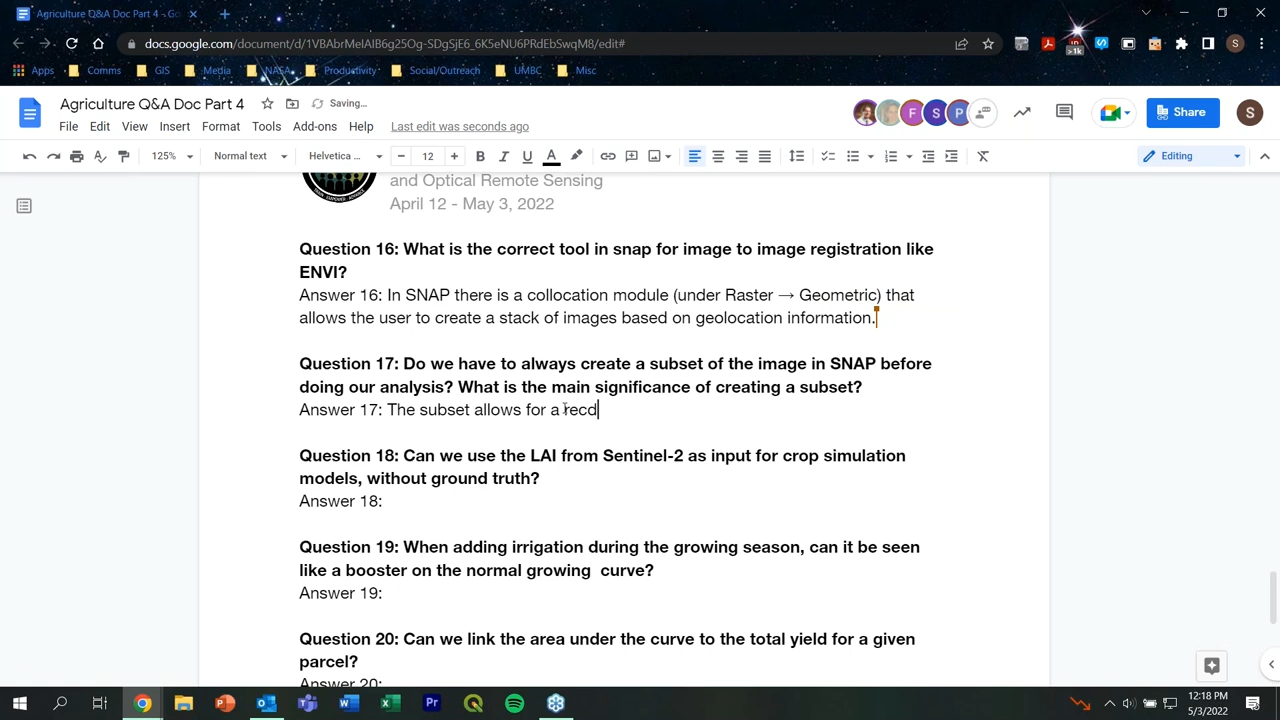 Agriculture Q&A Doc Part 4 - Go
docs.google.com/document/d/1VBAbrMeIAIB6g25Og-SDgSjE6_6K5eNU6PRdEbSwqM8/edit#
>1k
S
Apps Comms GIS Media NASA Productivity Social/Outreach UMBC Misc
Agriculture Q&A Doc Part 4 Saving...
F S P Share S
File Edit View Insert Format Tools Add-ons Help Last edit was seconds ago
125% Normal text Helvetica ... 12 B I U A Editing
and Optical Remote Sensing
April 12 - May 3, 2022
Question 16: What is the correct tool in snap for image to image registration like
ENVI?
Answer 16: In SNAP there is a collocation module (under Raster → Geometric) that
allows the user to create a stack of images based on geolocation information.
Question 17: Do we have to always create a subset of the image in SNAP before
doing our analysis? What is the main significance of creating a subset?
Answer 17: The subset allows for a recd
Question 18: Can we use the LAI from Sentinel-2 as input for crop simulation
models, without ground truth?
Answer 18:
Question 19: When adding irrigation during the growing season, can it be seen
like a booster on the normal growing  curve?
Answer 19:
Question 20: Can we link the area under the curve to the total yield for a given
parcel?
Answer 20:
12:18 PM
5/3/2022